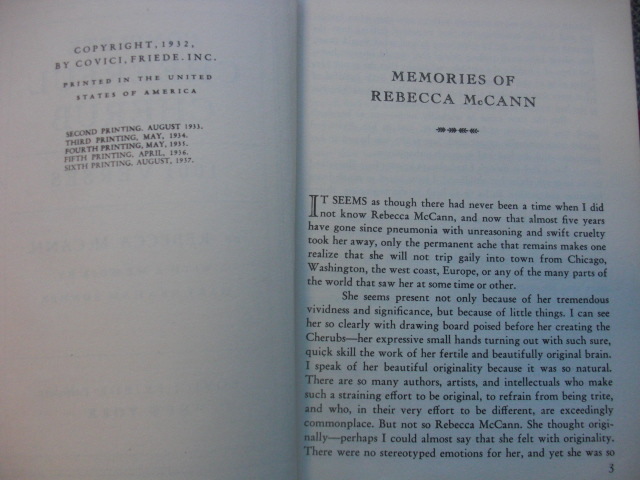 COPYRIGHT, 1932,
BY COVICI, FRIEDE. INC.
PRINTED IN THE UNITED
STATES OF AMERICA
SECOND PRINTING, AUGUST 1933.
THIRD PRINTING, MAY, 1934.
FOURTH PRINTING, MAY, 1935.
FIFTH PRINTING, APRIL, 1936.
SIXTH PRINTING, AUGUST, 1937.
MEMORIES OF
REBECCA McCANN
IT SEEMS as though there had never been a time when I did
not know Rebecca McCann, and now that almost five years
have gone since pneumonia with unreasoning and swift cruelty
took her away, only the permanent ache that remains makes one
realize that she will not trip gaily into town from Chicago,
Washington, the west coast, Europe, or any of the many parts of
the world that saw her at some time or other.
She seems present not only because of her tremendous
vividness and significance, but because of little things. I can see
her so clearly with drawing board poised before her creating the
Cherubs—her expressive small hands turning out with such sure,
quick skill the work of her fertile and beautifully original brain.
I speak of her beautiful originality because it was so natural.
There are so many authors, artists, and intellectuals who make
such a straining effort to be original, to refrain from being trite,
and who, in their very effort to be different, are exceedingly
commonplace. But not so Rebecca McCann. She thought origi-
nally—perhaps I could almost say that she felt with originality.
There were no stereotyped emotions for her, and yet she was so
3